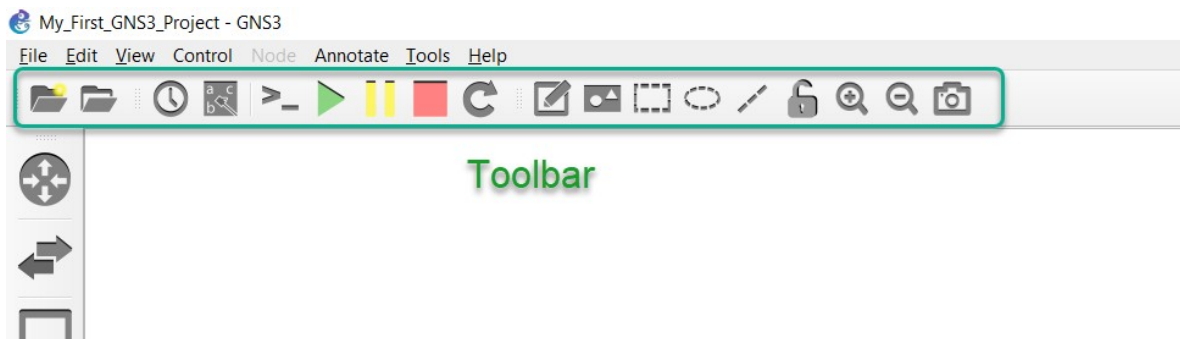 My_First_GNS3_Project - GNS3
File Edit View Control Node Annotate Tools Help
a c
b
>_
Toolbar